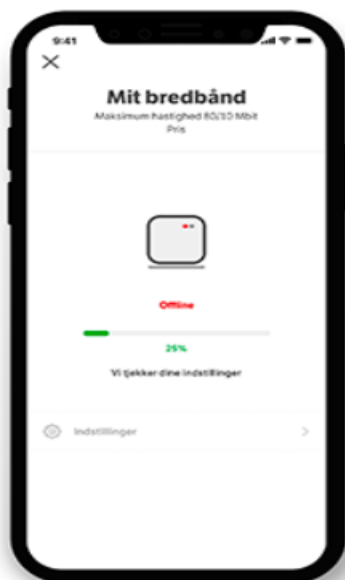 9:41
Mit bredbånd
Maksimum hastighed 80/10 Mbit
Pris
Offline
25%
Vi tjekker dine indstillinger
Indstillinger